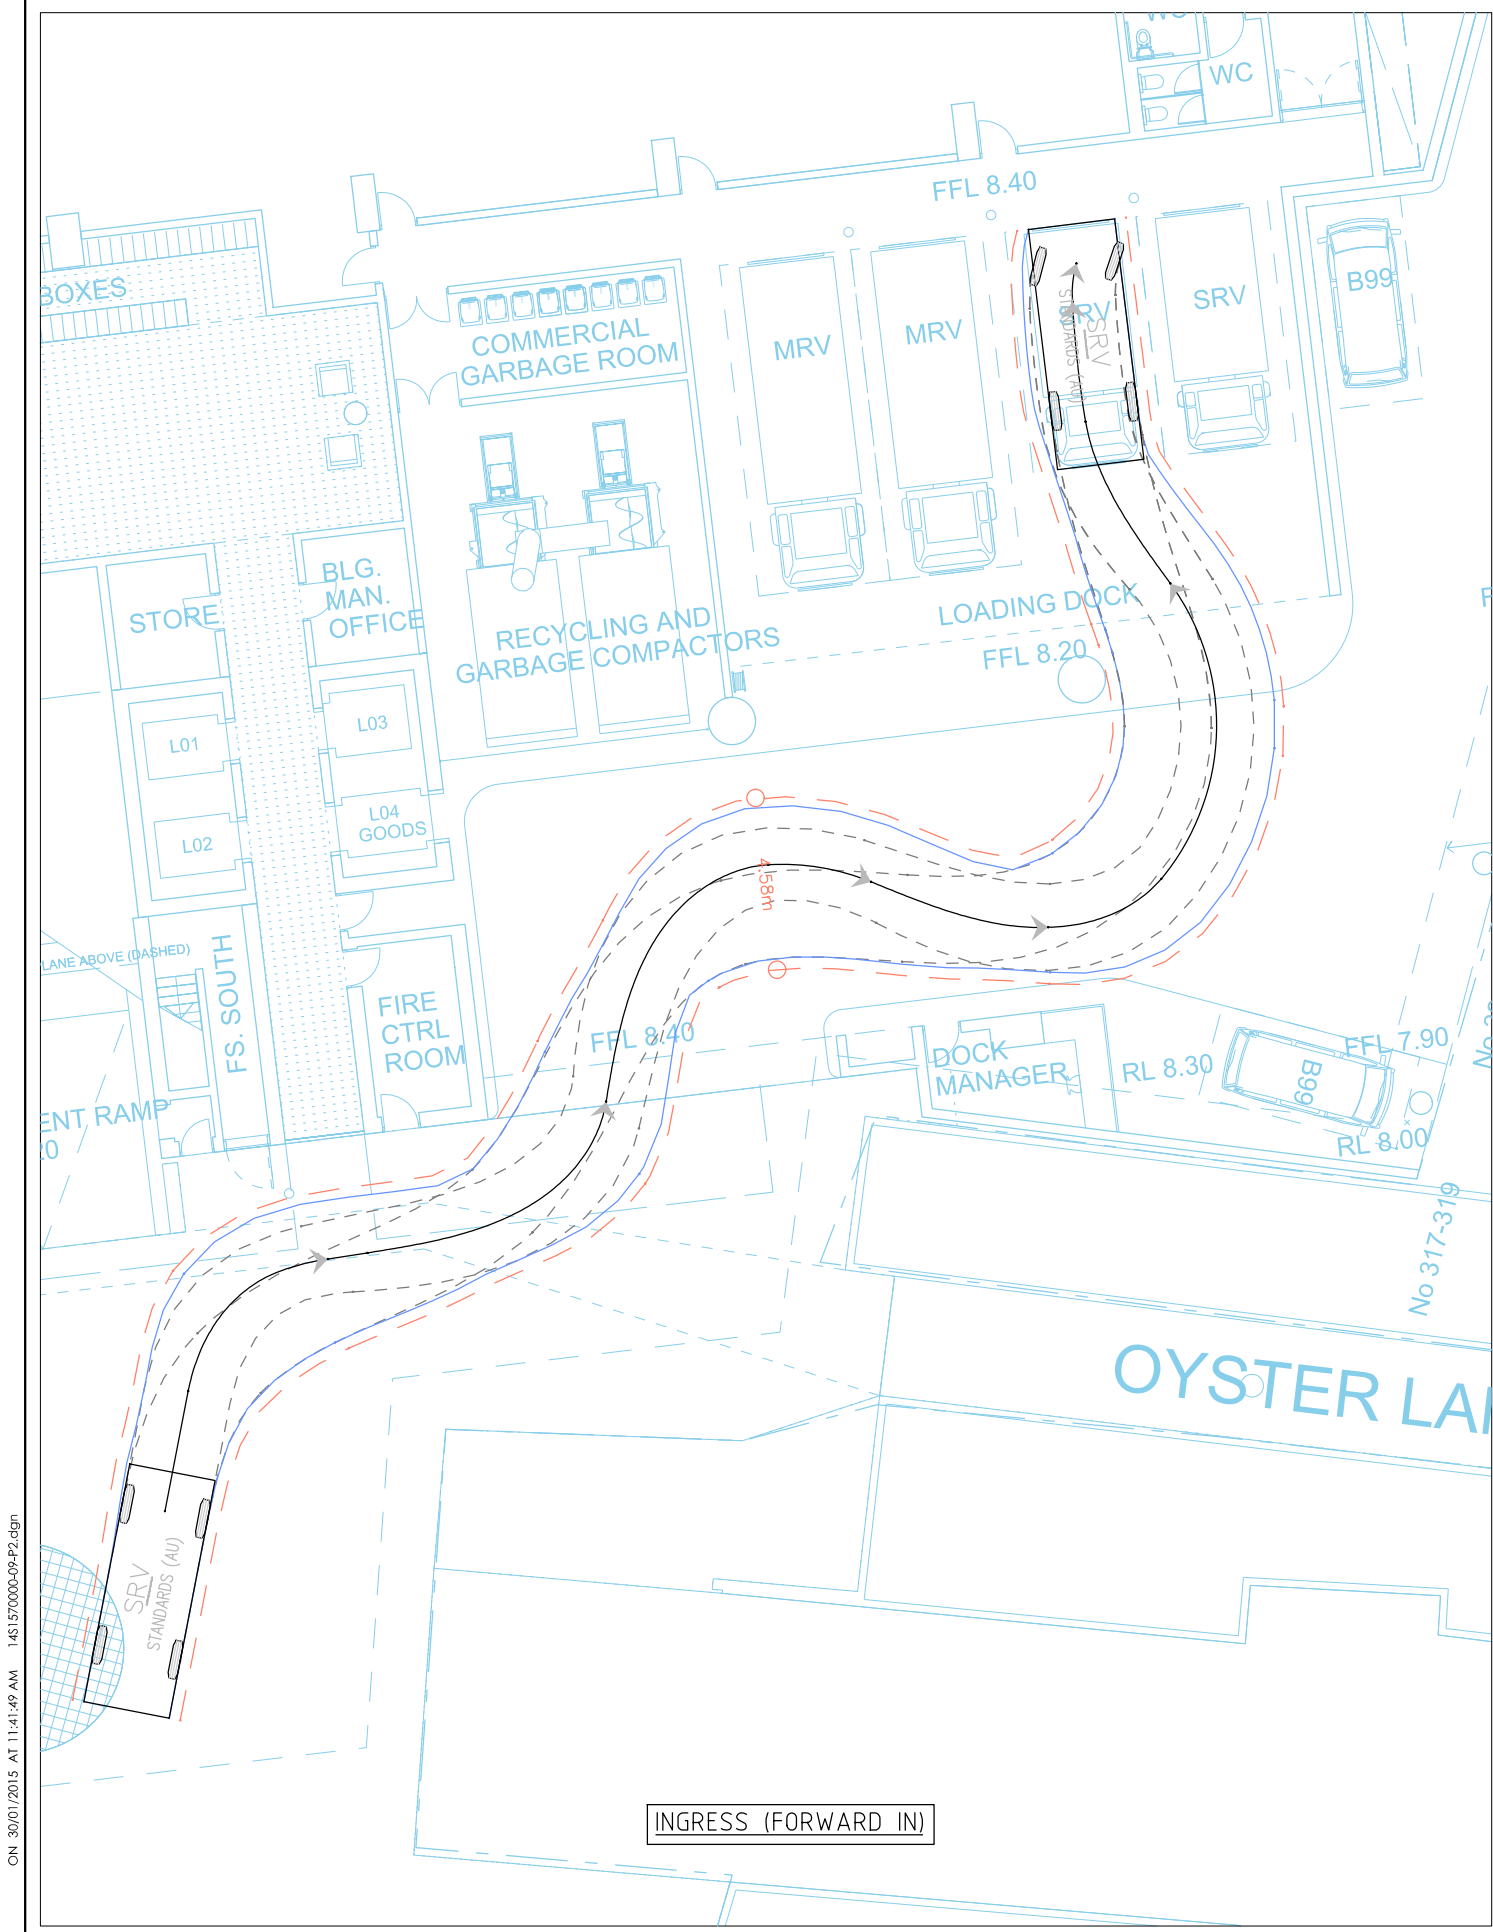 WC
WC
FFL 8.40
BOXES
B99
SRV
COMMERCIAL
GARBAGE ROOM
MRV
MRV
SRV
SRV
STANDARDS (AU)
BLG.
MAN.
OFFICE
STORE
LOADING DOCK
RECYCLING AND
GARBAGE COMPACTORS
FFL 8.20
L03
L01
L04
GOODS
L02
4.58m
LANE ABOVE (DASHED)
FS. SOUTH
FIRE
CTRL
ROOM
FFL 8.40
DOCK
MANAGER
RL 8.30
B99
FFL 7.90
ENT RAMP
20
RL 8.00
No 317-319
OYSTER LA
SRV
STANDARDS (AU)
INGRESS (FORWARD IN)
ON 30/01/2015 AT 11:41:49 AM 14S1570000-09-P2.dgn